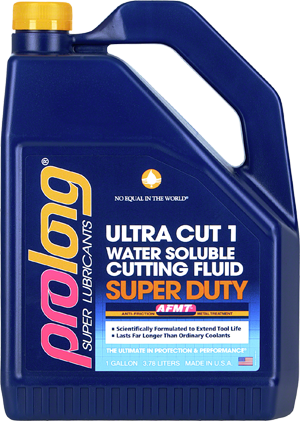 prolong®
SUPER LUBRICANTS
NO EQUAL IN THE WORLD®
ULTRA CUT 1
WATER SOLUBLE
CUTTING FLUID
SUPER DUTY
AFMT®
ANTI-FRICTION METAL TREATMENT
• Scientifically Formulated to Extend Tool Life
• Lasts Far Longer Than Ordinary Coolants
THE ULTIMATE IN PROTECTION & PERFORMANCE®
1 GALLON 3.78 LITERS MADE IN U.S.A.